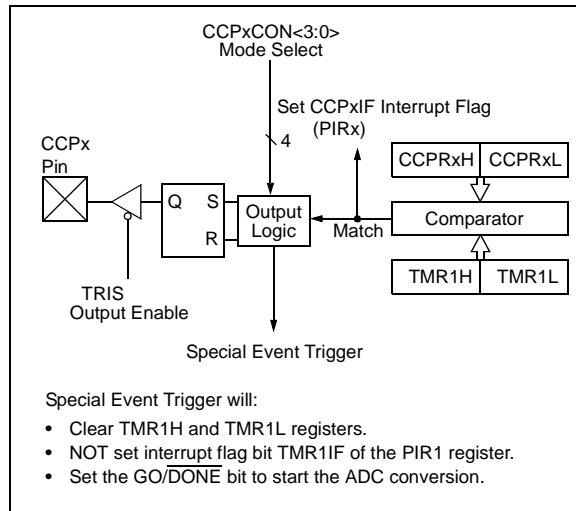 CCPxCON<3:0>
Mode Select
Set CCPxIF Interrupt Flag
(PIRx)
4
CCPx
Pin
CCPRxH CCPRxL
Q S
R
Output
Logic
Match
Comparator
TMR1H TMR1L
TRIS
Output Enable
Special Event Trigger
Special Event Trigger will:
• Clear TMR1H and TMR1L registers.
• NOT set interrupt flag bit TMR1IF of the PIR1 register.
• Set the GO/DONE bit to start the ADC conversion.